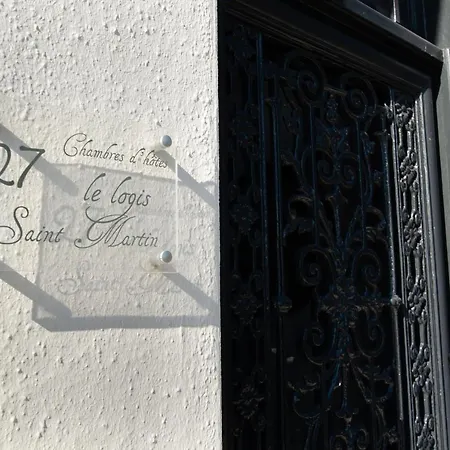 27
Chambres d'hôtes
le logis
Saint Martin